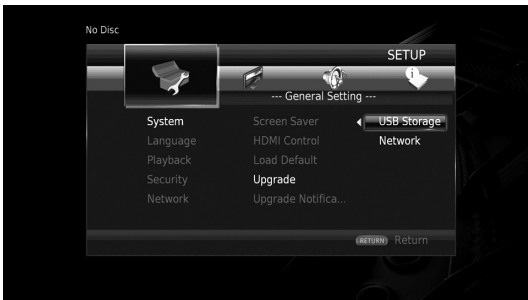 No Disc
SETUP
--- General Setting ---
System Screen Saver USB Storage
Language HDMI Control Network
Playback Load Default
Security Upgrade
Network Upgrade Notifica...
RETURN Return